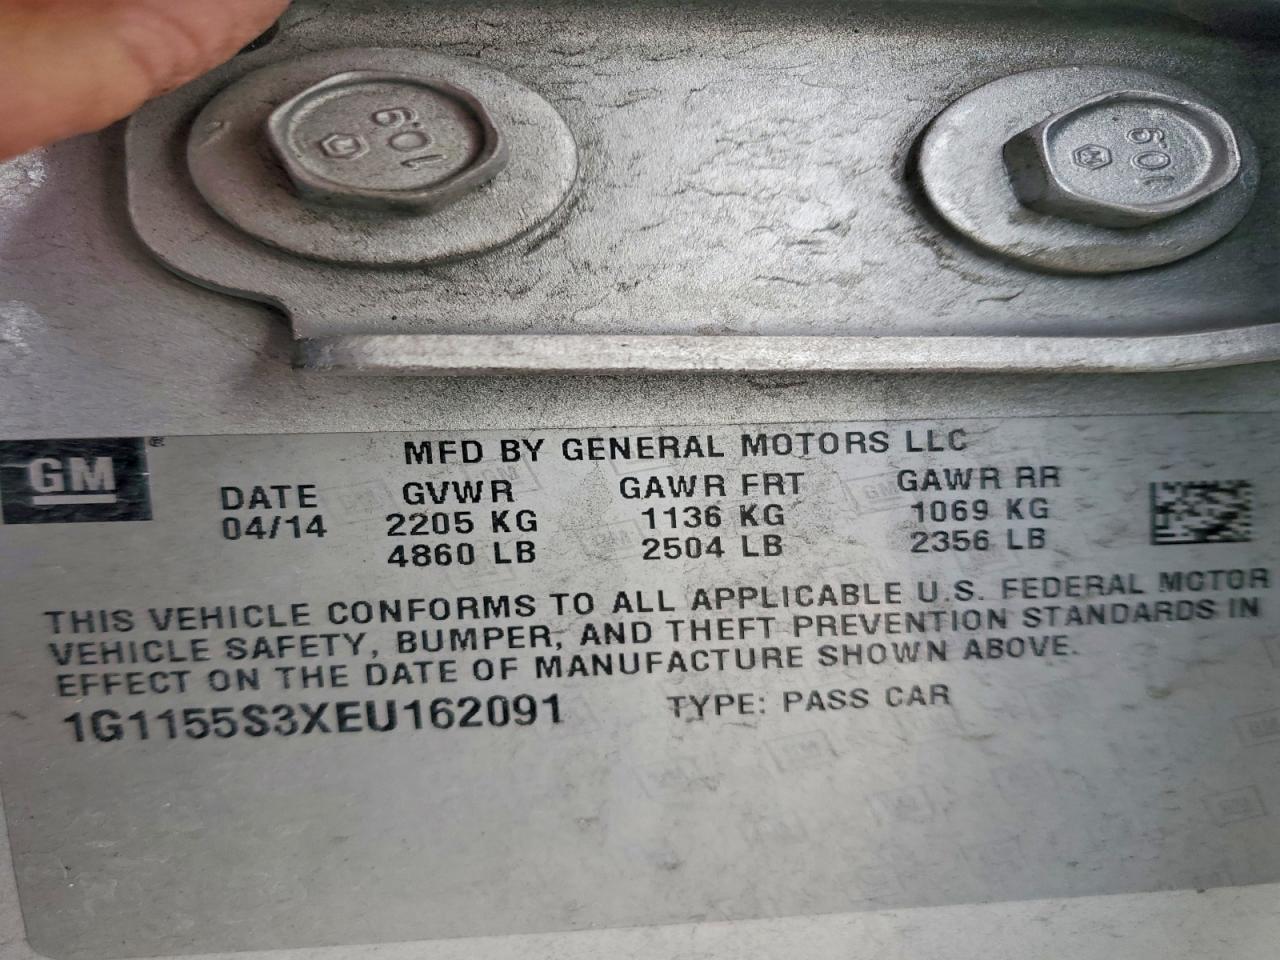 10.9
10.9
MFD BY GENERAL MOTORS LLC
GM®
DATE GVWR GAWR FRT GAWR RR
04/14 2205 KG 1136 KG 1069 KG
4860 LB 2504 LB 2356 LB
THIS VEHICLE CONFORMS TO ALL APPLICABLE U.S. FEDERAL MOTOR
VEHICLE SAFETY, BUMPER, AND THEFT PREVENTION STANDARDS IN
EFFECT ON THE DATE OF MANUFACTURE SHOWN ABOVE.
1G1155S3XEU162091 TYPE: PASS CAR